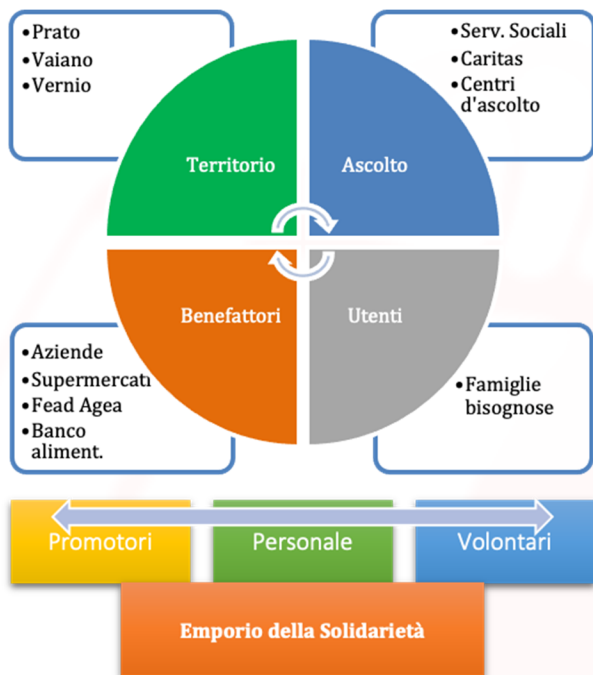 •Prato
•Vaiano
•Vernio
•Serv. Sociali
•Caritas
•Centri
d'ascolto
Territorio
Ascolto
Benefattori
Utenti
•Aziende
•Supermercati
•Fead Agea
•Banco
aliment.
•Famiglie
bisognose
Promotori
Personale
Volontari
Emporio della Solidarietà